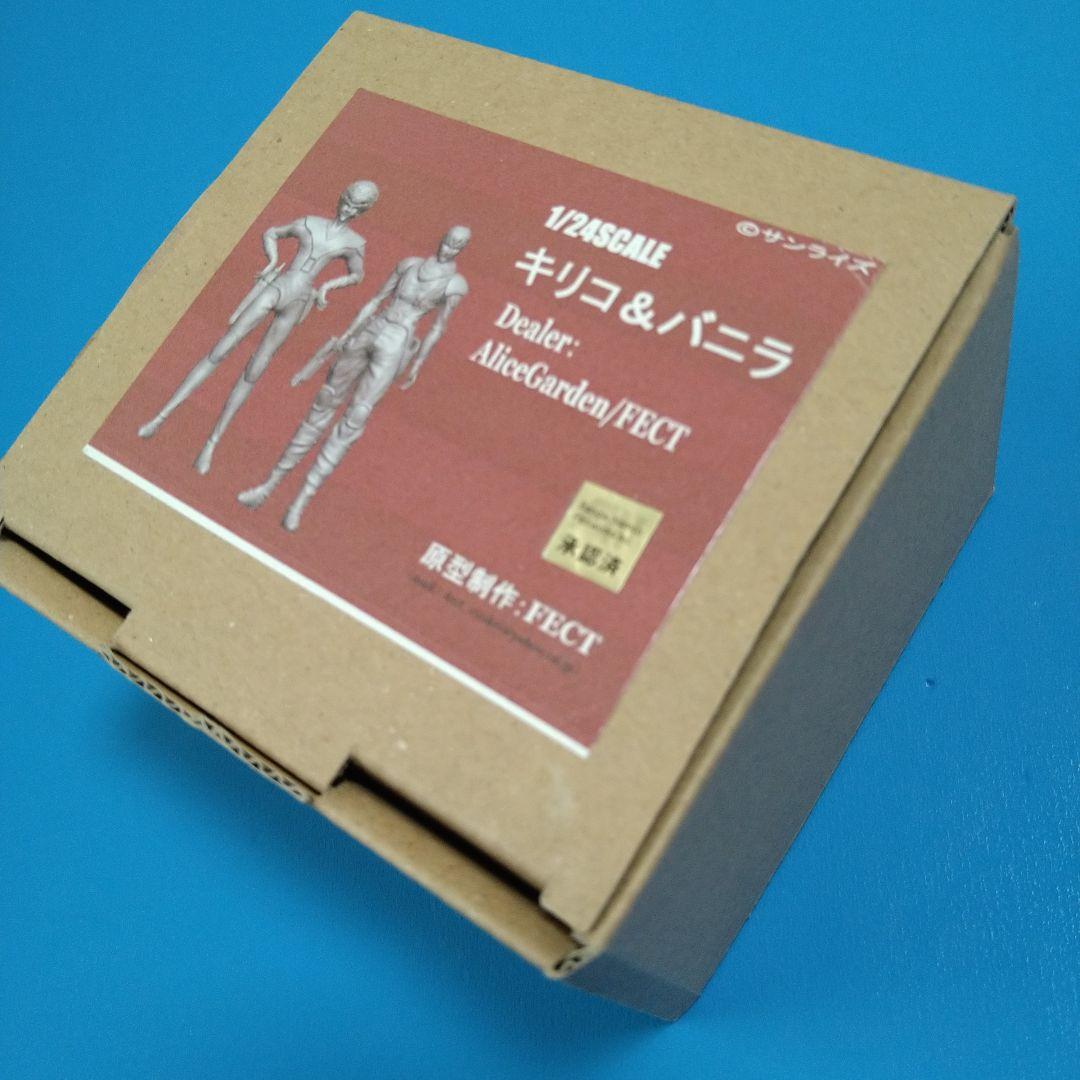 ©サンライズ
1/24SCALE
キリコ&バニラ
Dealer:
AliceGarden/FECT
承認済
原型制作:FECT